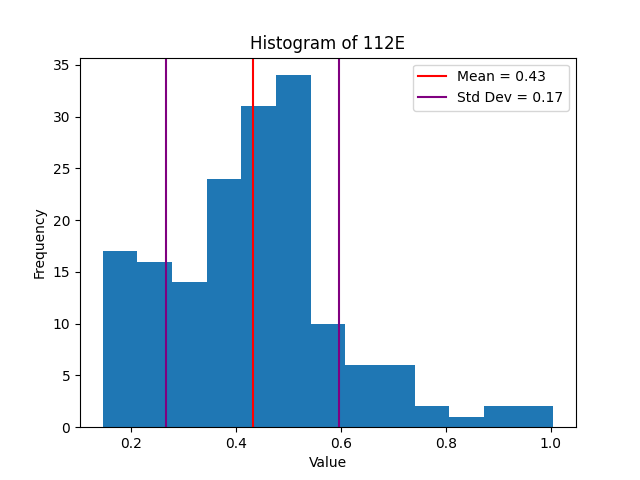 Histogram of 112E
Mean = 0.43
Std Dev = 0.17
35
30
25
20
15
10
5
0
Frequency
0.2 0.4 0.6 0.8 1.0
Value